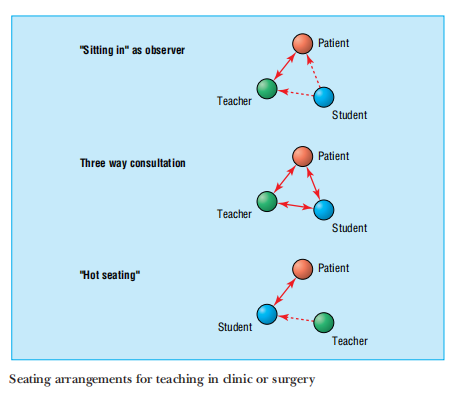 "Sitting in" as observer
Patient
Teacher
Student
Three way consultation
Patient
Teacher
Student
"Hot seating"
Patient
Student
Teacher
Seating arrangements for teaching in clinic or surgery